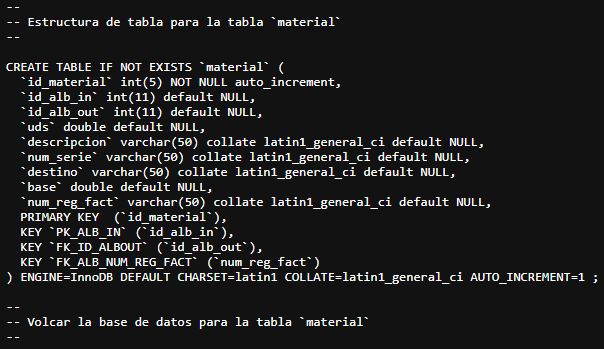 --
-- Estructura de tabla para la tabla `material`
--
CREATE TABLE IF NOT EXISTS `material` (
  `id_material` int(5) NOT NULL auto_increment,
  `id_alb_in` int(11) default NULL,
  `id_alb_out` int(11) default NULL,
  `uds` double default NULL,
  `descripcion` varchar(50) collate latin1_general_ci default NULL,
  `num_serie` varchar(50) collate latin1_general_ci default NULL,
  `destino` varchar(50) collate latin1_general_ci default NULL,
  `base` double default NULL,
  `num_reg_fact` varchar(50) collate latin1_general_ci default NULL,
  PRIMARY KEY  (`id_material`),
  KEY `PK_ALB_IN` (`id_alb_in`),
  KEY `FK_ID_ALBOUT` (`id_alb_out`),
  KEY `FK_ALB_NUM_REG_FACT` (`num_reg_fact`)
) ENGINE=InnoDB DEFAULT CHARSET=latin1 COLLATE=latin1_general_ci AUTO_INCREMENT=1 ;
--
-- Volcar la base de datos para la tabla `material`
--